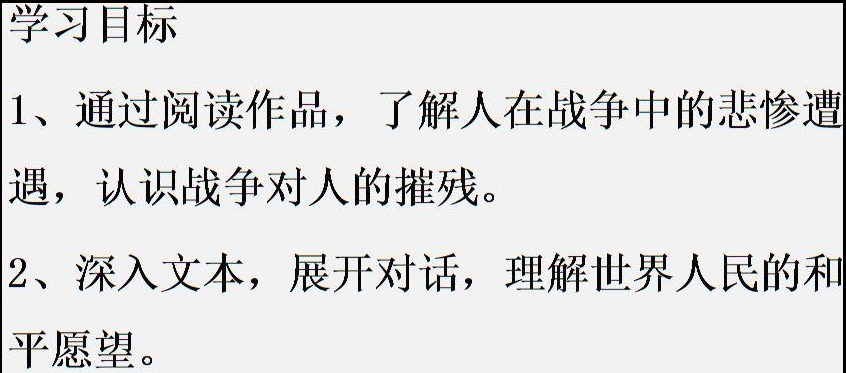 学习目标
1、通过阅读作品，了解人在战争中的悲惨遭
遇，认识战争对人的摧残。
2、深入文本，展开对话，理解世界人民的和
平愿望。